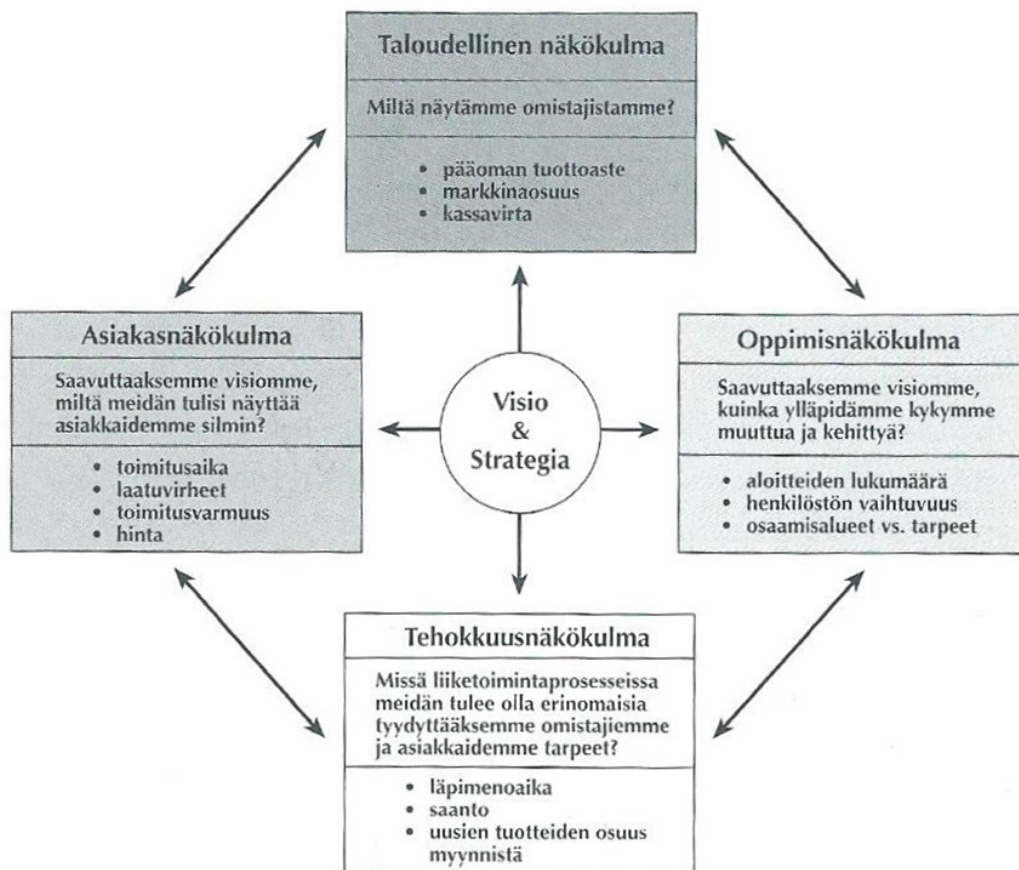 Taloudellinen näkökulma
Miltä näytämme omistajistamme?
• pääoman tuottoaste
• markkinaosuus
• kassavirta
Asiakasnäkökulma
Saavuttaaksemme visiomme,
miltä meidän tulisi näyttää
asiakkaidemme silmin?
• toimitusaika
• laatuvirheet
• toimitusvarmuus
• hinta
Visio
&
Strategia
Oppimisnäkökulma
Saavuttaaksemme visiomme,
kuinka ylläpidämme kykymme
muuttua ja kehittyä?
• aloitteiden lukumäärä
• henkilöstön vaihtuvuus
• osaamisalueet vs. tarpeet
Tehokkuusnäkökulma
Missä liiketoimintaprosesseissa
meidän tulee olla erinomaisia
tyydyttääksemme omistajiemme
ja asiakkaidemme tarpeet?
• läpimenoaika
• saanto
• uusien tuotteiden osuus
myynnistä